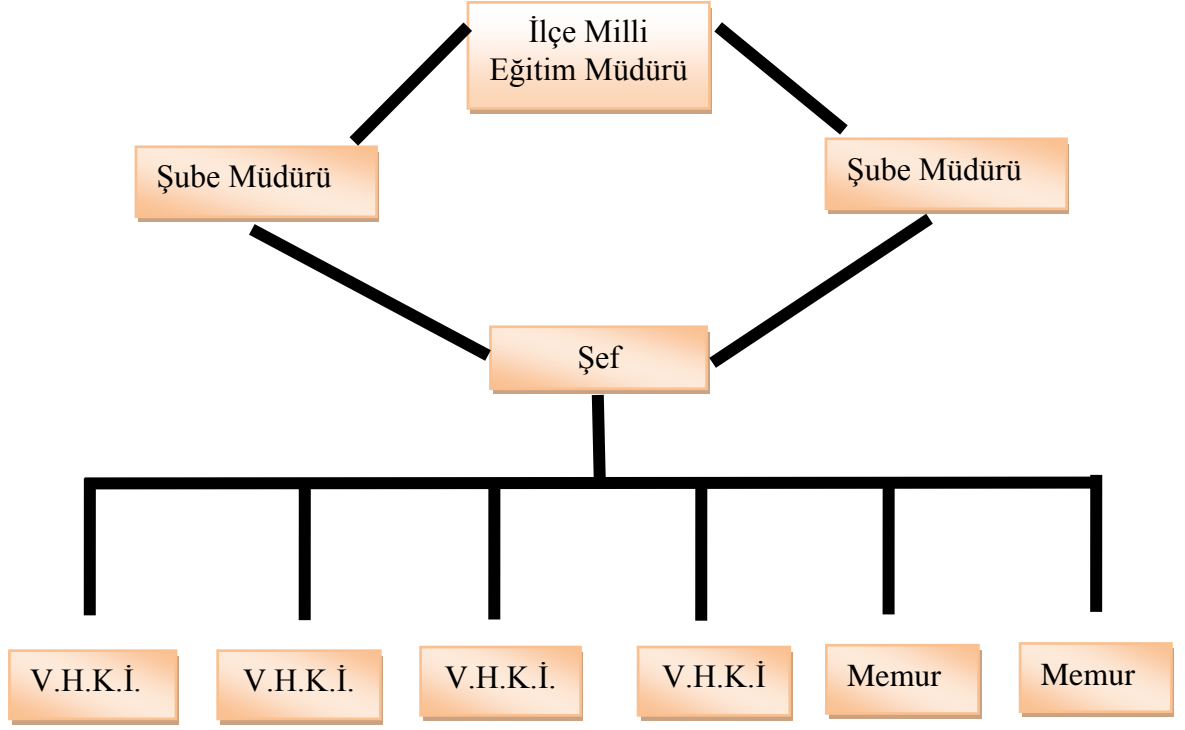 İlçe Milli
Eğitim Müdürü
Şube Müdürü
Şube Müdürü
Şef
V.H.K.İ.
V.H.K.İ.
V.H.K.İ.
V.H.K.İ
Memur
Memur